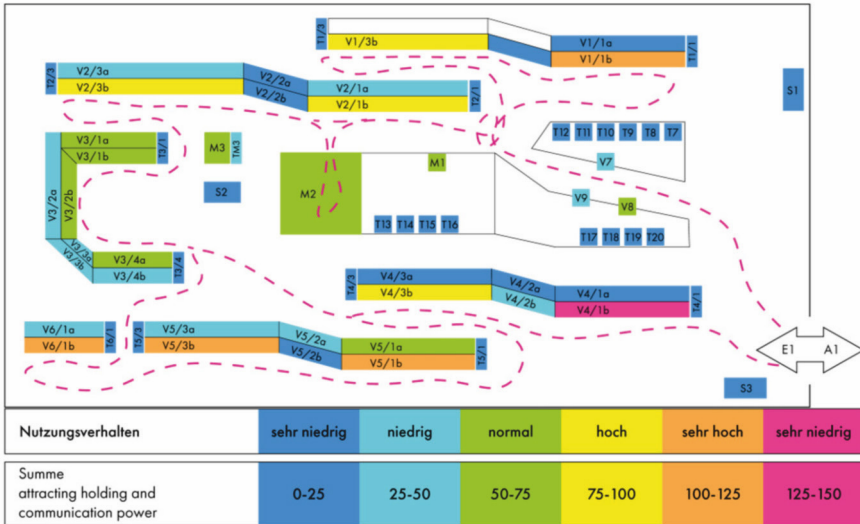 T1/3
V1/3b
V1/1a
V1/1b
T1/1
T2/3
V2/3a
V2/3b
V2/2a
V2/2b
V2/1a
V2/1b
T2/1
S1
T12 T11 T10 T9 T8 T7
V7
V3/1a
V3/1b
T3/1
M3
TM3
M1
M2
S2
V9
V8
V3/2a
V3/2b
T13 T14 T15 T16
T17 T18 T19 T20
V3/3a
V3/3b
V3/4a
V3/4b
T3/4
T4/3
V4/3a
V4/3b
V4/2a
V4/2b
V4/1a
V4/1b
T4/1
V6/1a
V6/1b
T6/1
T5/3
V5/3a
V5/3b
V5/2a
V5/2b
V5/1a
V5/1b
T5/1
E1 A1
S3
Nutzungsverhalten sehr niedrig niedrig normal hoch sehr hoch sehr niedrig
Summe
attracting holding and
communication power
0-25 25-50 50-75 75-100 100-125 125-150